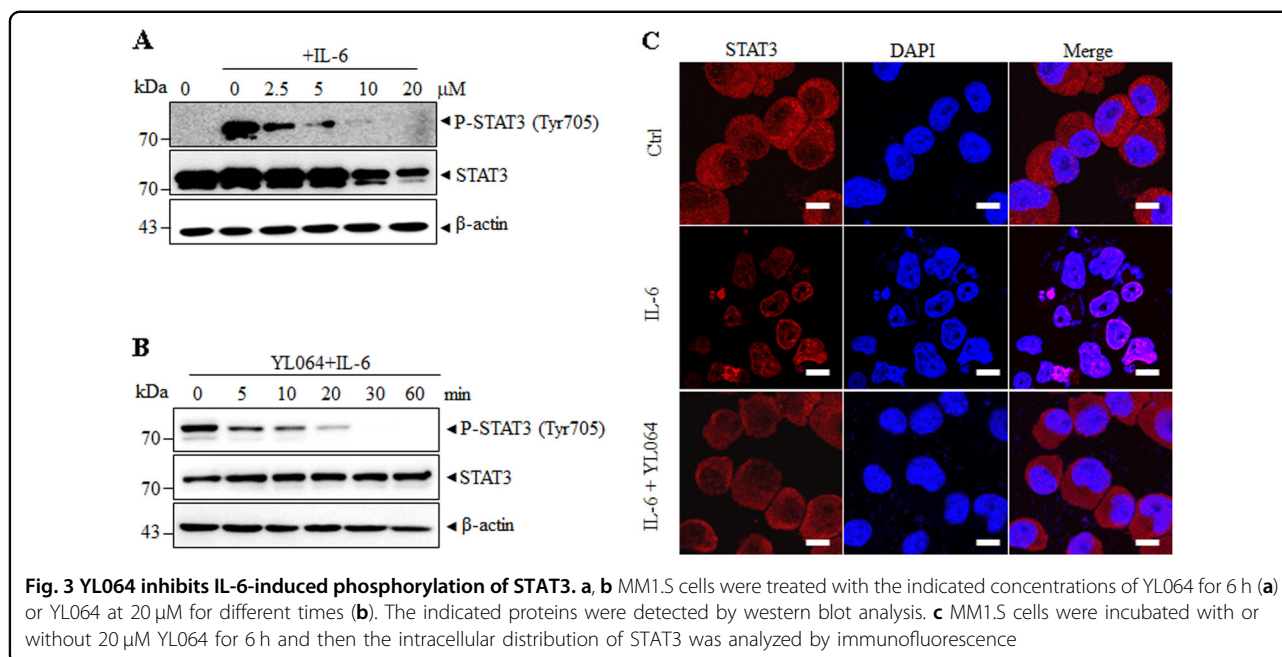 A
+IL-6
kDa 0 0 2.5 5 10 20 μM
70 P-STAT3 (Tyr705)
70 STAT3
43 β-actin
B
YL064+IL-6
kDa 0 5 10 20 30 60 min
70 P-STAT3 (Tyr705)
70 STAT3
43 β-actin
C
STAT3 DAPI Merge
Ctrl
IL-6
IL-6 + YL064
Fig. 3 YL064 inhibits IL-6-induced phosphorylation of STAT3. a, b MM1.S cells were treated with the indicated concentrations of YL064 for 6 h (a)
or YL064 at 20 μM for different times (b). The indicated proteins were detected by western blot analysis. c MM1.S cells were incubated with or
without 20 μM YL064 for 6 h and then the intracellular distribution of STAT3 was analyzed by immunofluorescence